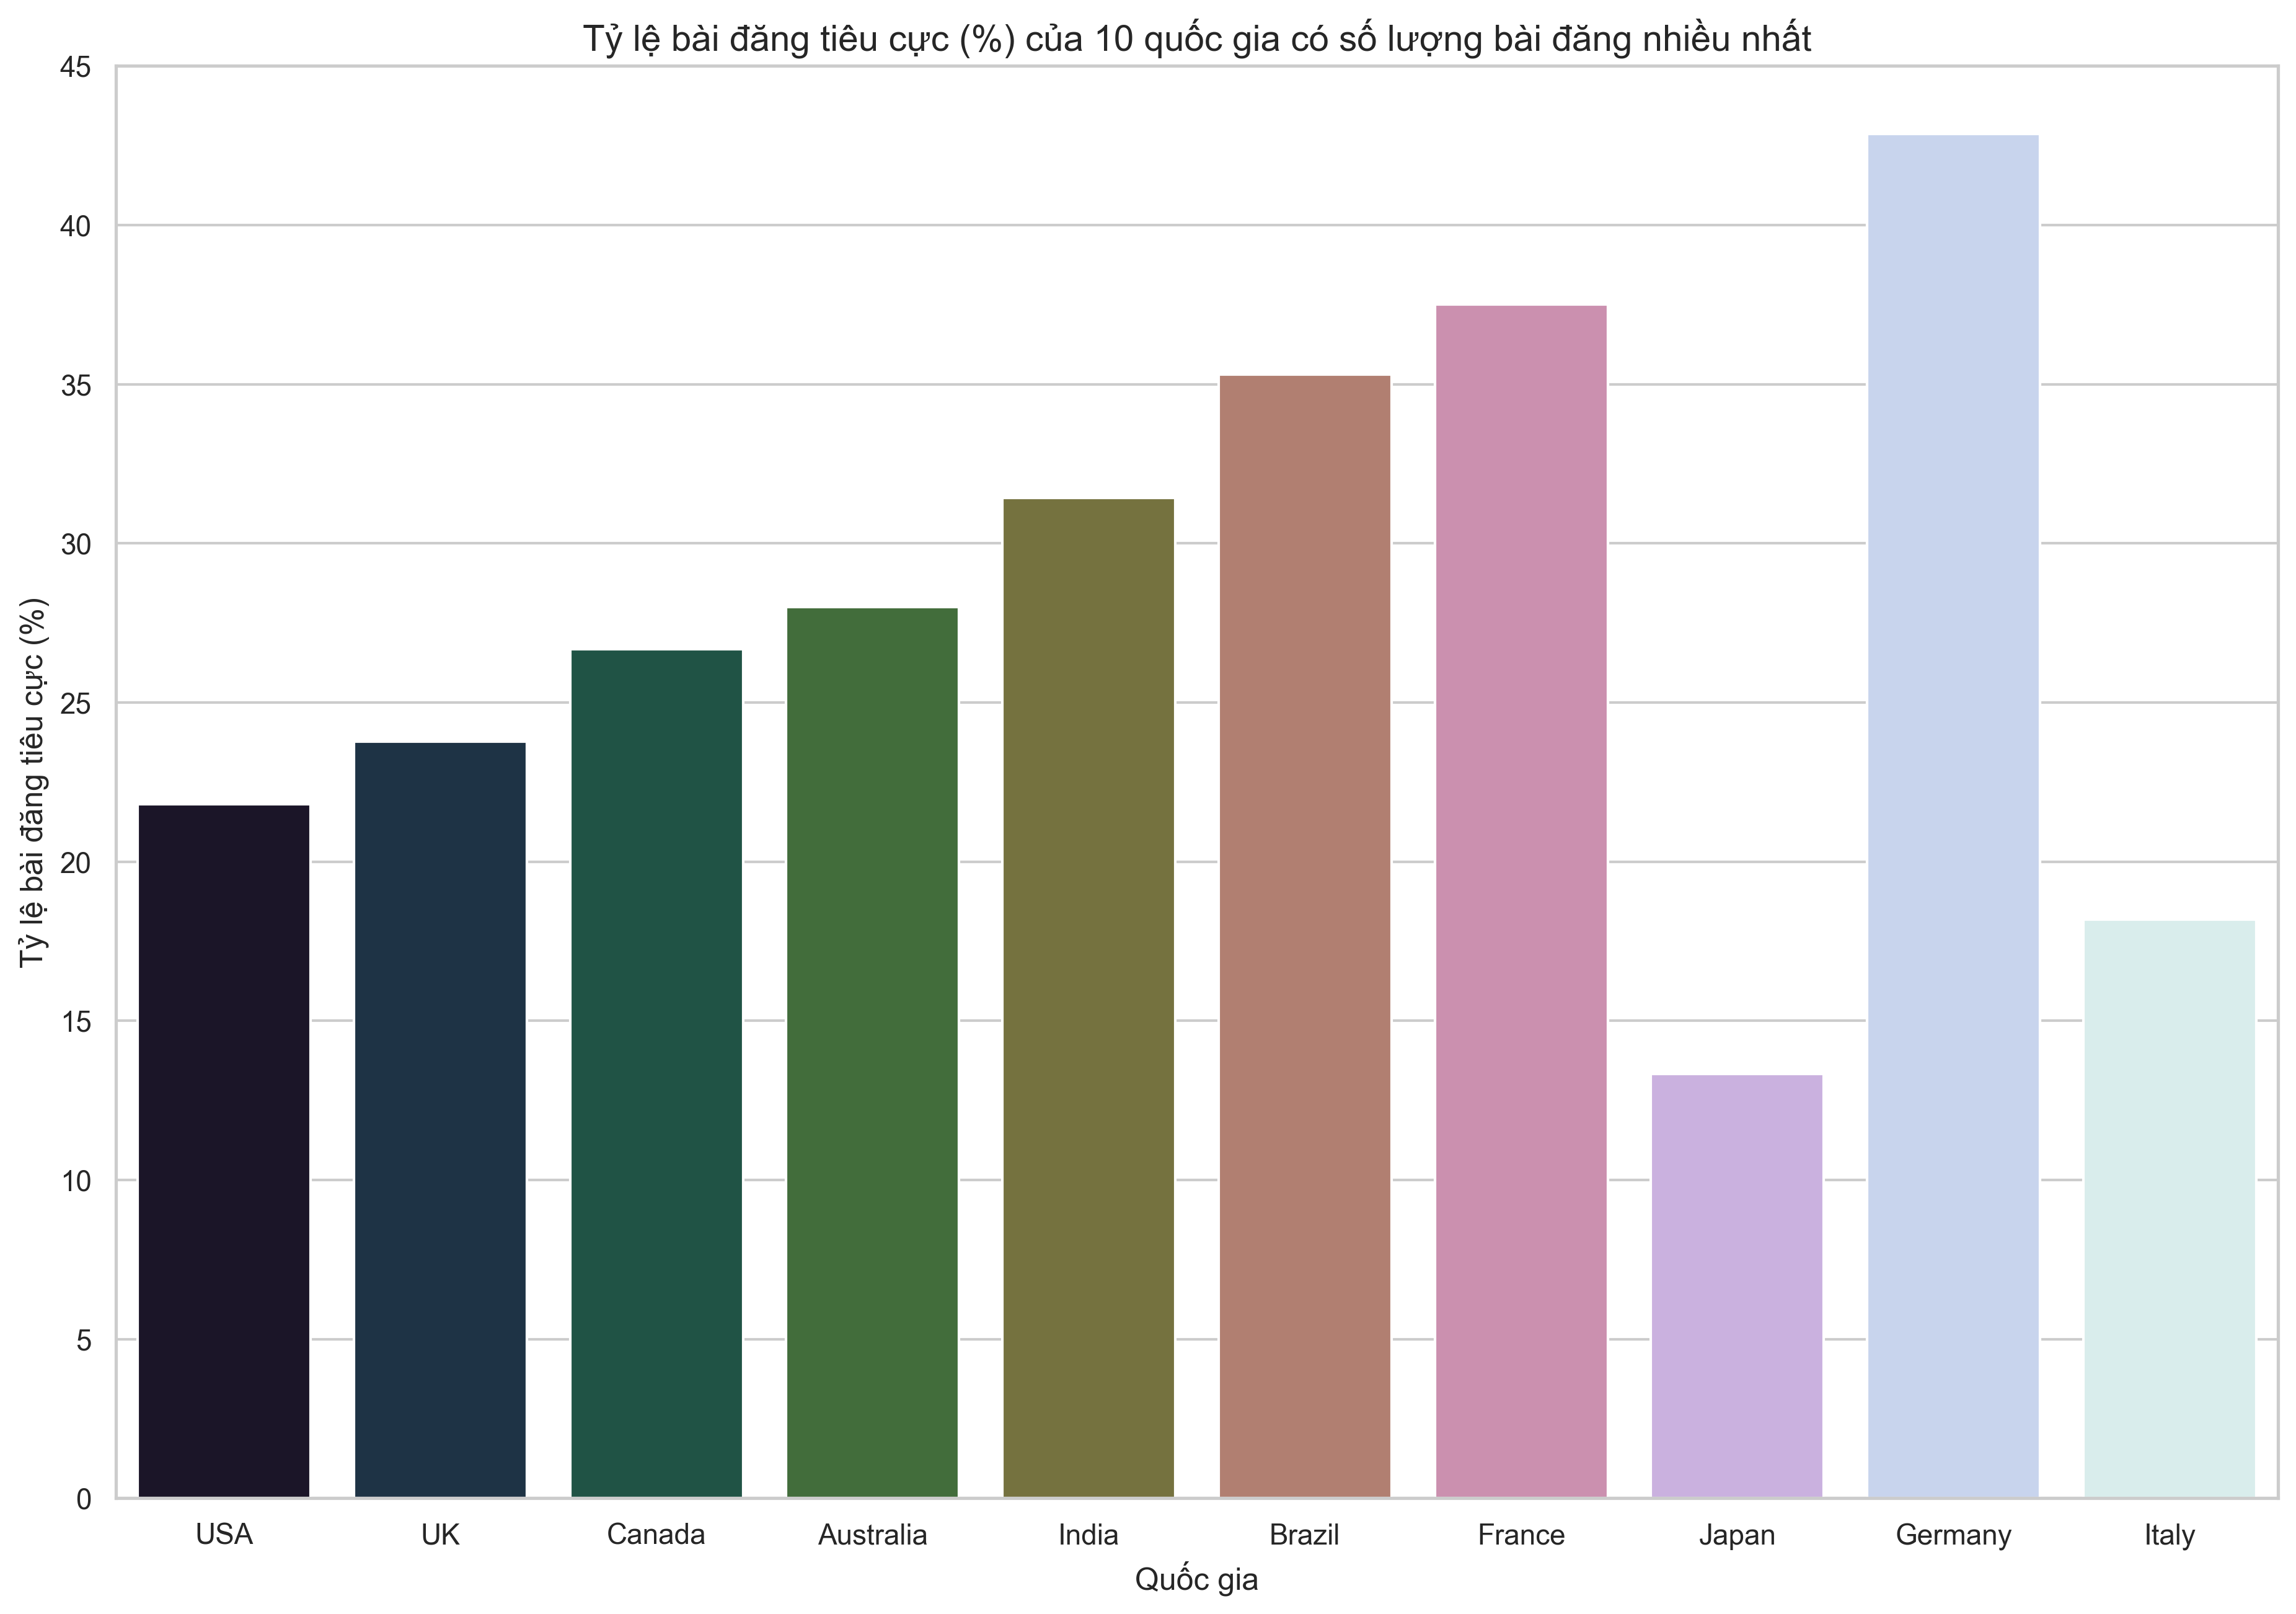 Tỷ lệ bài đăng tiêu cực (%) của 10 quốc gia có số lượng bài đăng nhiều nhất
Tỷ lệ bài đăng tiêu cực (%)
45
40
35
30
25
20
15
10
5
0
USA UK Canada Australia India Brazil France Japan Germany Italy
Quốc gia